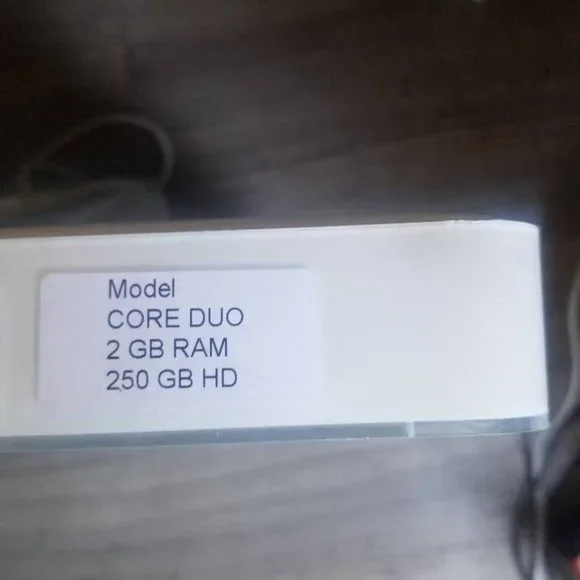 Model
CORE DUO
2 GB RAM
250 GB HD